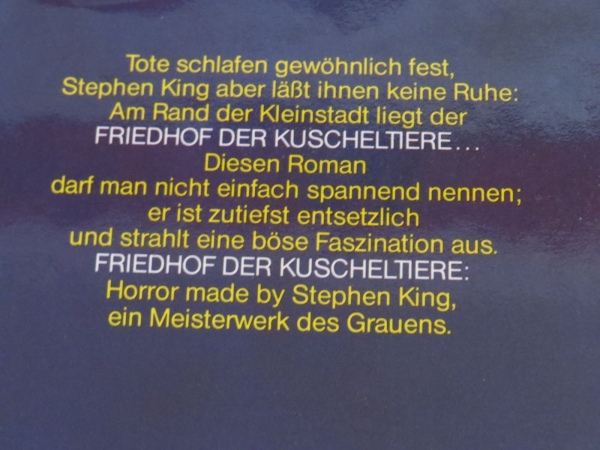 Tote schlafen gewöhnlich fest,
Stephen King aber läßt ihnen keine Ruhe:
Am Rand der Kleinstadt liegt der
FRIEDHOF DER KUSCHELTIERE...
Diesen Roman
darf man nicht einfach spannend nennen;
er ist zutiefst entsetzlich
und strahlt eine böse Faszination aus.
FRIEDHOF DER KUSCHELTIERE:
Horror made by Stephen King,
ein Meisterwerk des Grauens.